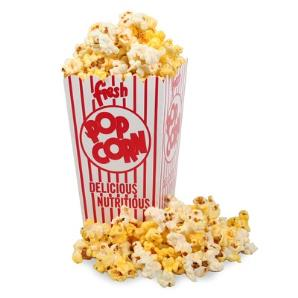 fresh
POP
CORN
DELICIOUS
NUTRITIOUS